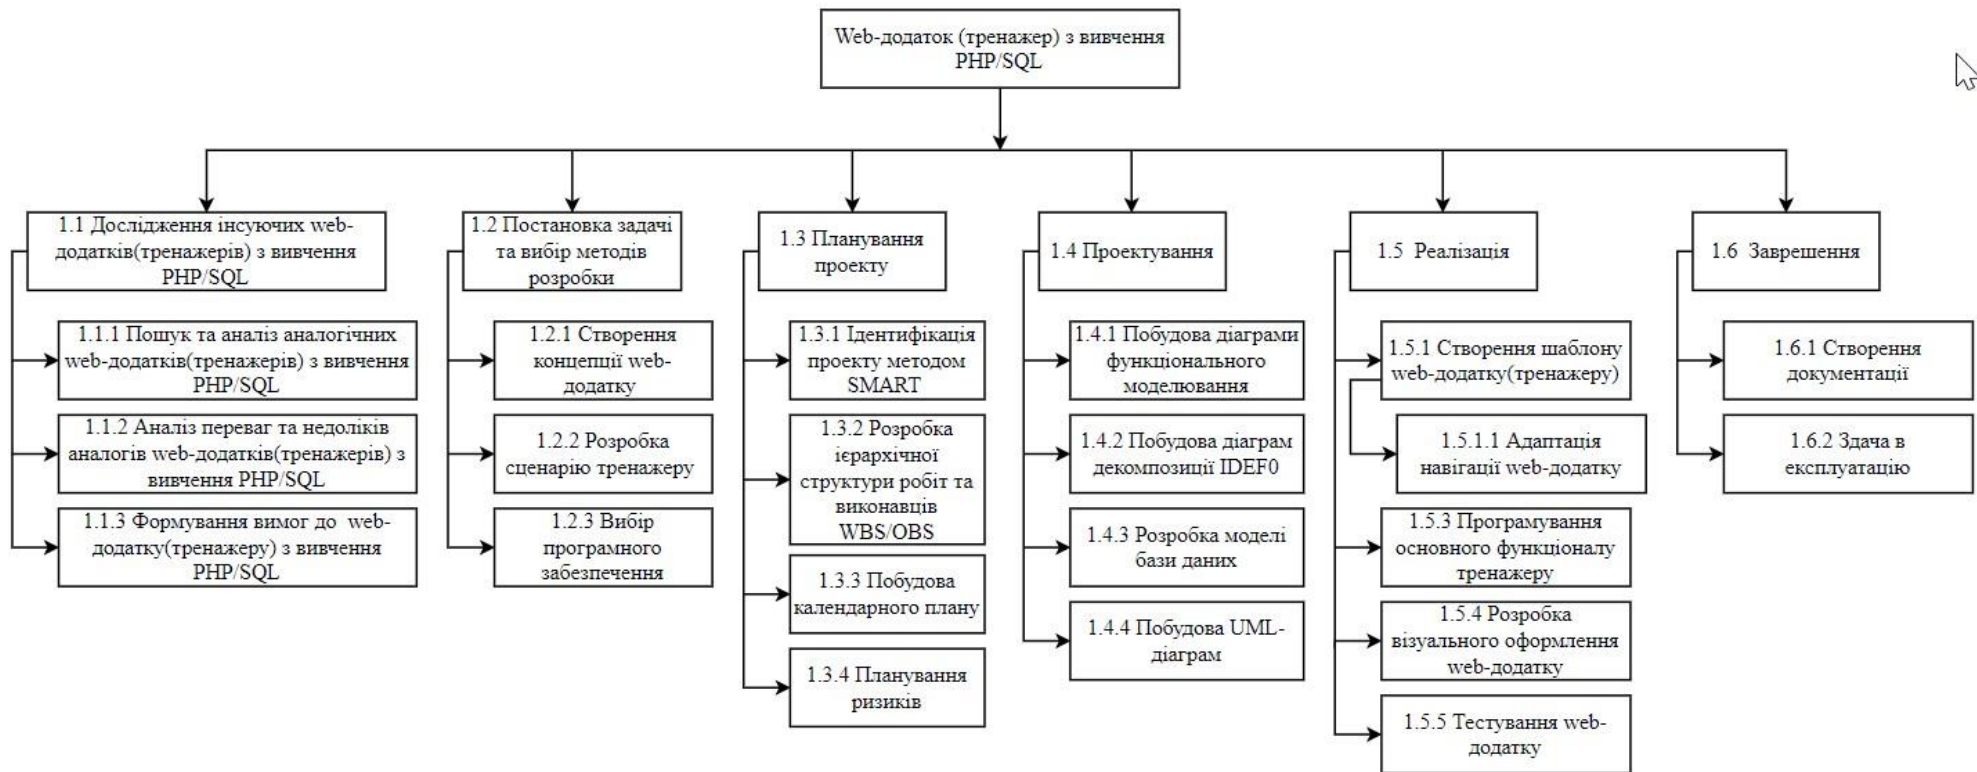 Web-додаток (тренажер) з вивчення
PHP/SQL
1.1 Дослідження інсуючих web-
додатків(тренажерів) з вивчення
PHP/SQL
1.1.1 Пошук та аналіз аналогічних
web-додатків(тренажерів) з вивчення
PHP/SQL
1.1.2 Аналіз переваг та недоліків
аналогів web-додатків(тренажерів) з
вивчення PHP/SQL
1.1.3 Формування вимог до web-
додатку(тренажеру) з вивчення
PHP/SQL
1.2 Постановка задачі
та вибір методів
розробки
1.2.1 Створення
концепції web-
додатку
1.2.2 Розробка
сценарію тренажеру
1.2.3 Вибір
програмного
забезпечення
1.3 Планування
проекту
1.3.1 Ідентифікація
проекту методом
SMART
1.3.2 Розробка
ієрархічної
структури робіт та
виконавців
WBS/OBS
1.3.3 Побудова
календарного плану
1.3.4 Планування
ризиків
1.4 Проектування
1.4.1 Побудова діаграми
функціонального
моделювання
1.4.2 Побудова діаграм
декомпозиції IDEF0
1.4.3 Розробка моделі
бази даних
1.4.4 Побудова UML-
діаграм
1.5 Реалізація
1.5.1 Створення шаблону
web-додатку(тренажеру)
1.5.1.1 Адаптація
навігації web-додатку
1.5.3 Програмування
основного функціоналу
тренажеру
1.5.4 Розробка
візуального оформлення
web-додатку
1.5.5 Тестування web-
додатку
1.6 Заврешення
1.6.1 Створення
документації
1.6.2 Здача в
експлуатацію